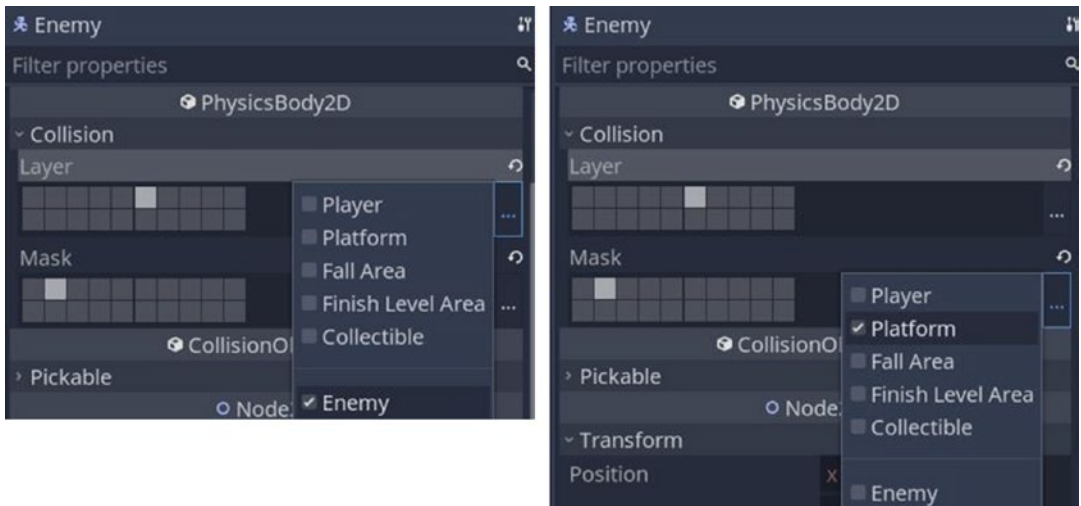 Enemy
Filter properties
PhysicsBody2D
Collision
Layer
Player
Platform
...
Fall Area
Mask
Finish Level Area
...
Collectible
CollisionO
Pickable
Enemy
Node
Enemy
Filter properties
PhysicsBody2D
Collision
Layer
...
Mask
Player
...
Platform
CollisionO
Fall Area
Pickable
Finish Level Area
Node
Collectible
Transform
Position
x
Enemy